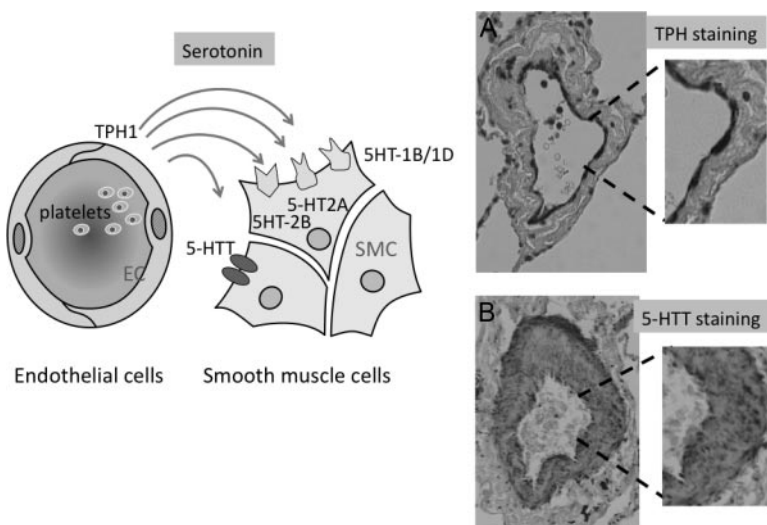 Serotonin
TPH1
5HT-1B/1D
platelets
5-HT2A
5HT-2B
5-HTT
SMC
EC
Endothelial cells
Smooth muscle cells
A
TPH staining
B
5-HTT staining